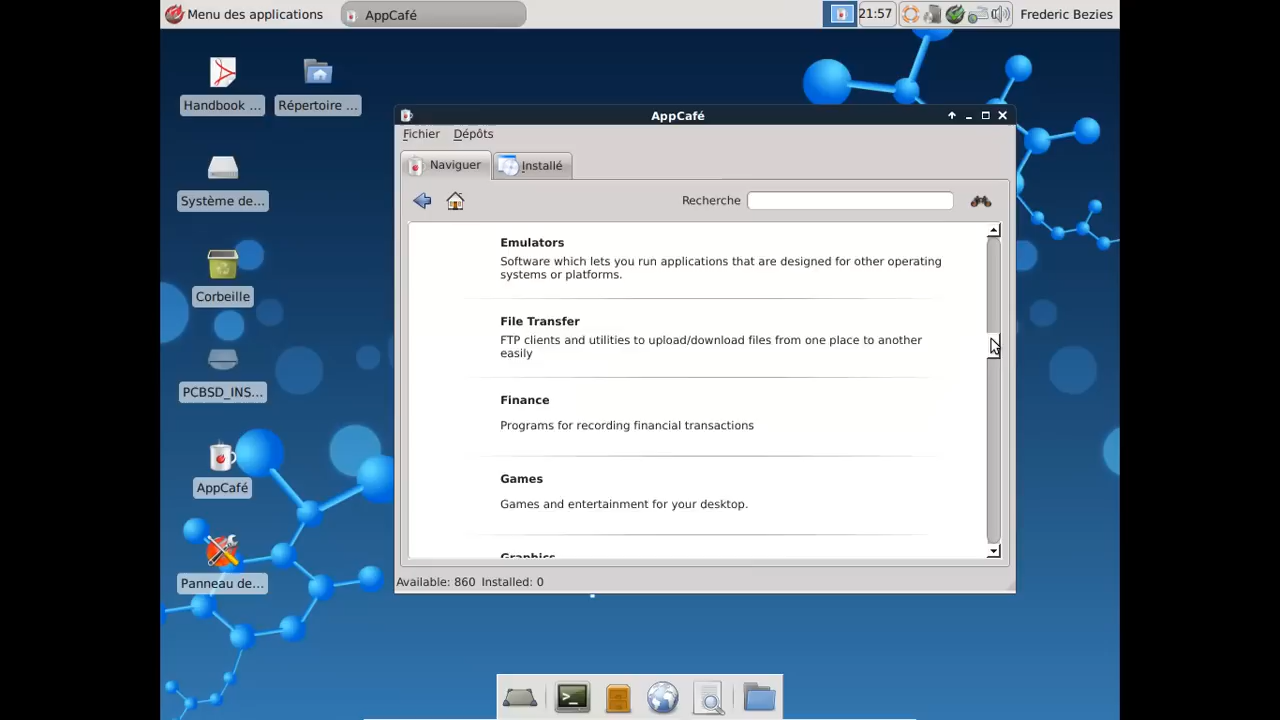 Menu des applications
AppCafé
21:57
Frederic Bezies
Handbook ...
Répertoire ...
Système de...
Corbeille
PCBSD_INS...
AppCafé
Panneau de...
AppCafé
Fichier
Dépôts
Naviguer
Installé
Recherche
Emulators
Software which lets you run applications that are designed for other operating
systems or platforms.
File Transfer
FTP clients and utilities to upload/download files from one place to another
easily
Finance
Programs for recording financial transactions
Games
Games and entertainment for your desktop.
Graphics
Available: 860 Installed: 0